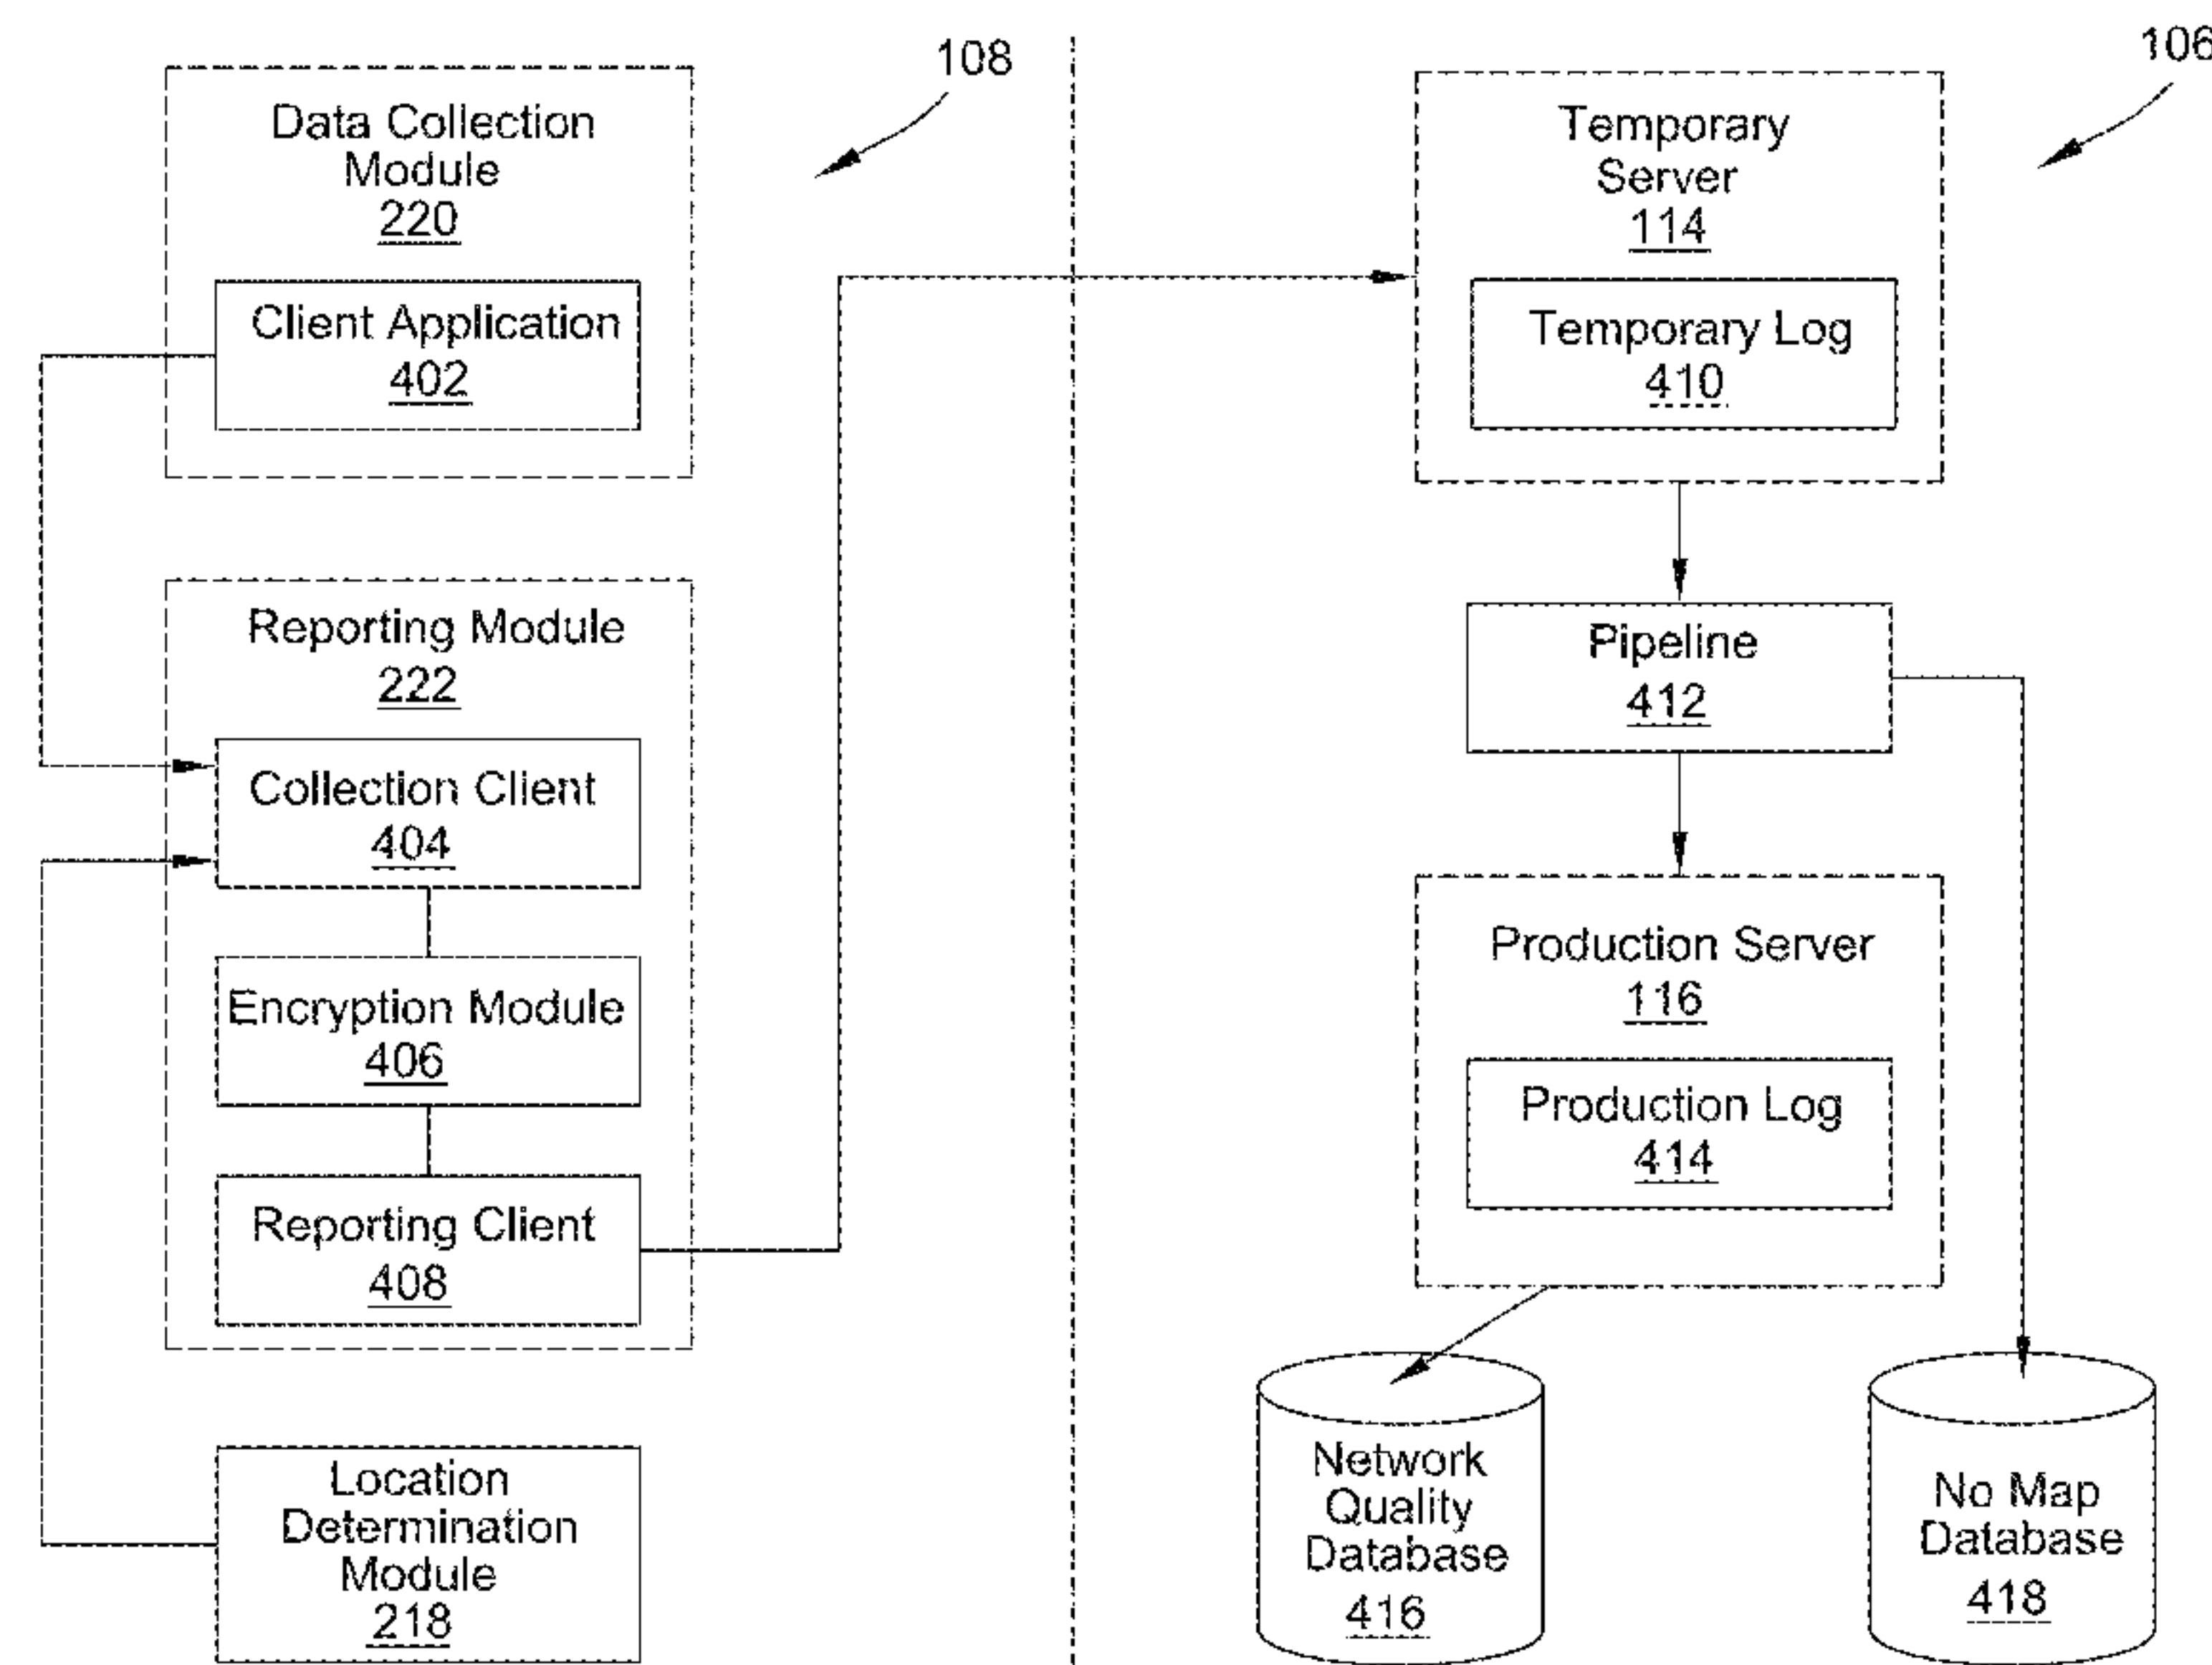 108
Data Collection
Module
220
Client Application
402
Reporting Module
222
Collection Client
404
Encryption Module
406
Reporting Client
408
Location
Determination
Module
218
106
Temporary
Server
114
Temporary Log
410
Pipeline
412
Production Server
116
Production Log
414
Network
Quality
Database
416
No Map
Database
418